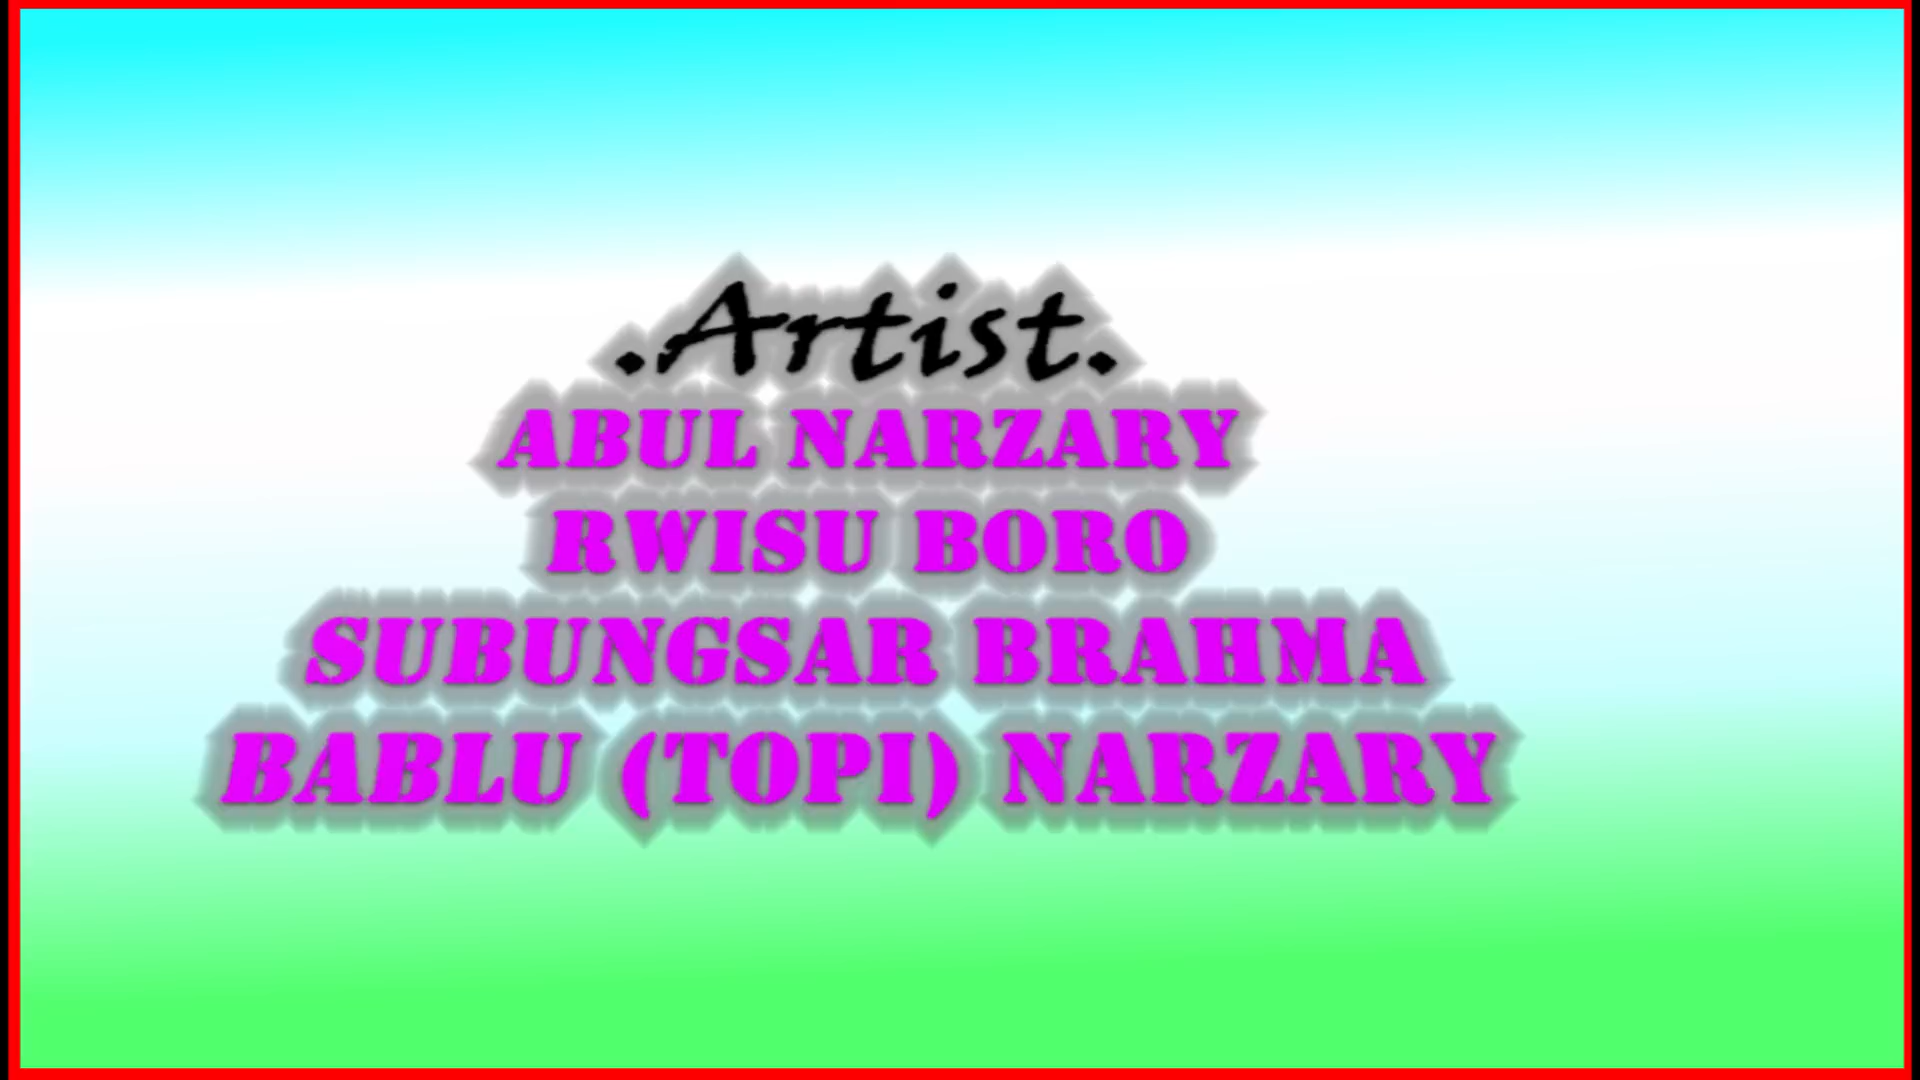 .Artist.
ABUL NARZARY
RWISU BORO
SUBUNGSAR BRAHMA
BABLU (TOPI) NARZARY